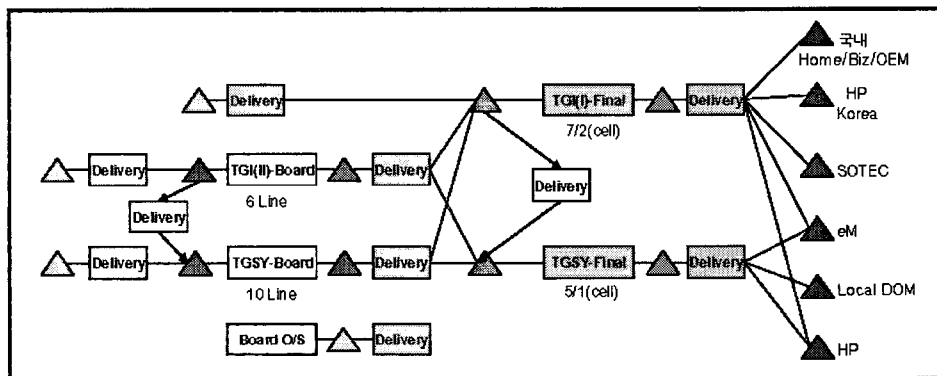 국내
Home/Biz/OEM
Delivery
TGI(I)-Final
Delivery
7/2(cell)
HP
Korea
Delivery
TGI(II)-Board
Delivery
6 Line
Delivery
SOTEC
Delivery
eM
Delivery
TGSY-Board
Delivery
10 Line
TGSY-Final
Delivery
5/1(cell)
Local DOM
Board O/S
Delivery
HP